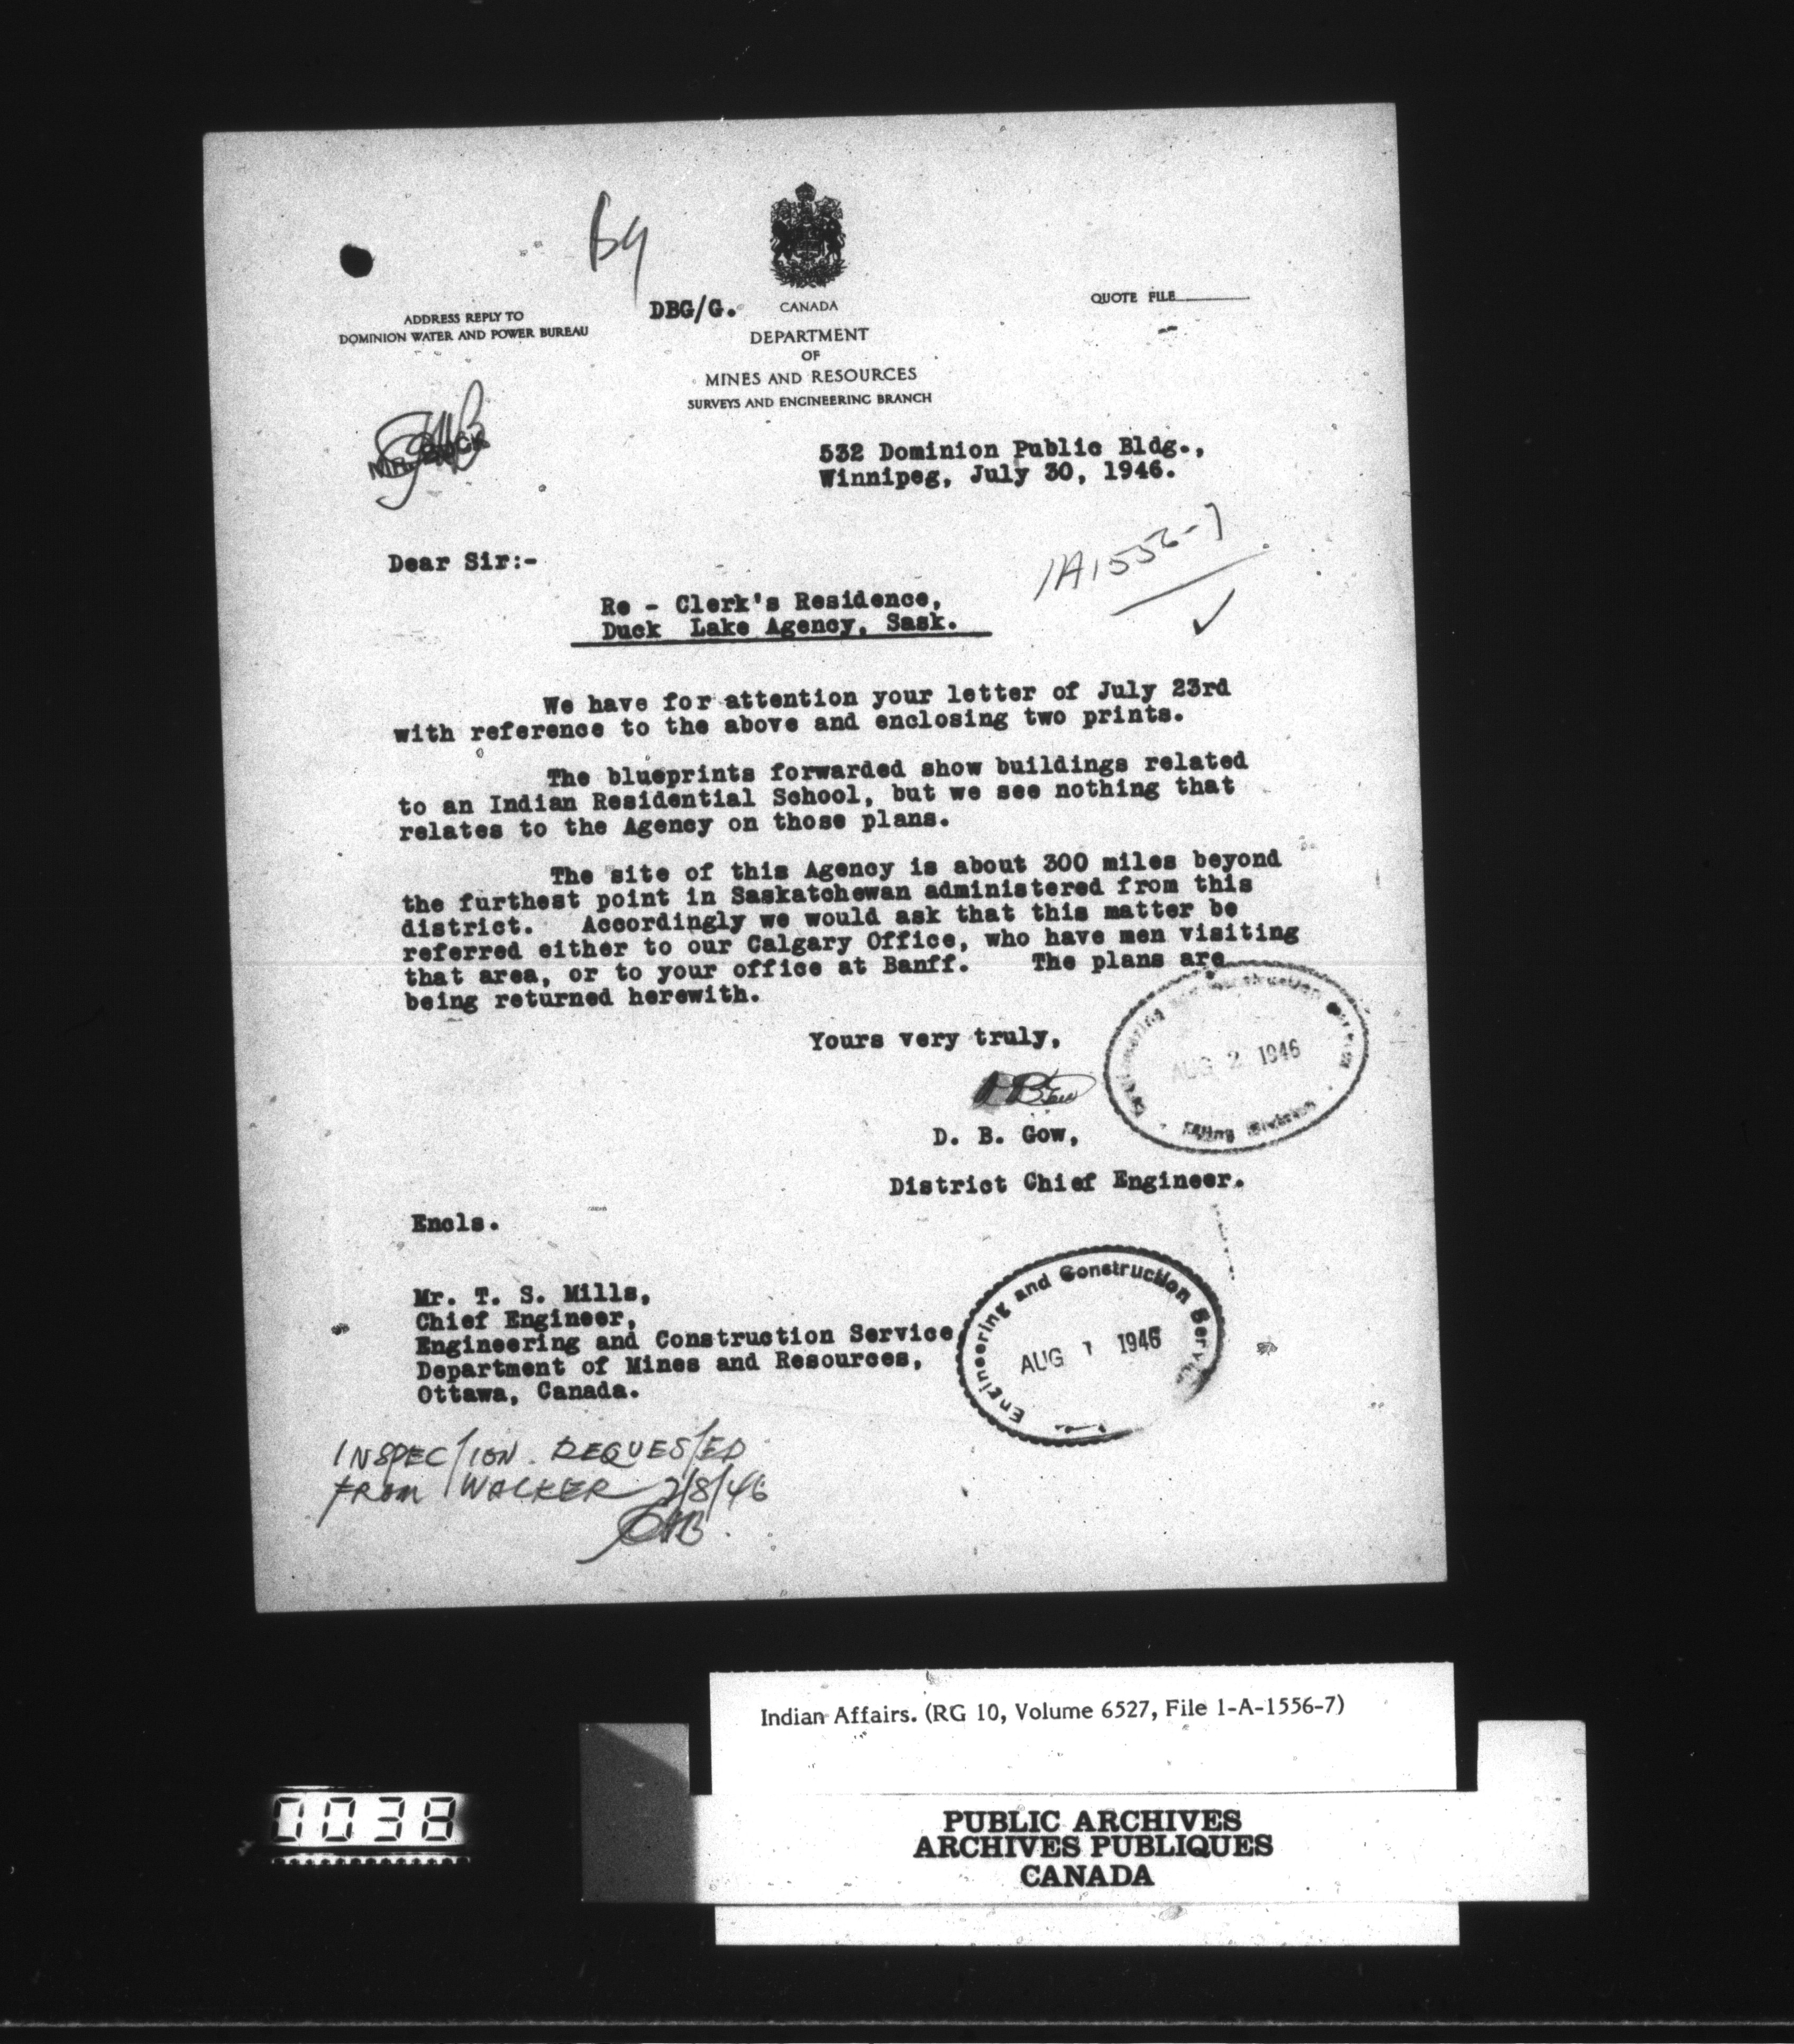 DBG/G.
CANADA
QUOTE FILE
ADDRESS REPLY TO
DOMINION WATER AND POWER BUREAU
DEPARTMENT
OF
MINES AND RESOURCES
SURVEYS AND ENGINEERING BRANCH
532 Dominion Public Bldg.,
Winnipeg, July 30, 1946.
1A1556-7
Dear Sir:-
Re - Clerk's Residence,
Duck Lake Agency, Sask.
We have for attention your letter of July 23rd
with reference to the above and enclosing two prints.
The blueprints forwarded show buildings related
to an Indian Residential School, but we see nothing that
relates to the Agency on those plans.
The site of this Agency is about 300 miles beyond
the furthest point in Saskatchewan administered from this
district. Accordingly we would ask that this matter be
referred either to our Calgary Office, who have men visiting
that area, or to your office at Banff. The plans are
being returned herewith.
Yours very truly,
AUG 2 1946
D. B. Gow,
District Chief Engineer.
Encls.
Mr. T. S. Mills,
Chief Engineer,
Engineering and Construction Service
Department of Mines and Resources,
Ottawa, Canada.
Engineering and Construction Service
AUG 1 1946
INSPECTION REQUESTED
FROM WALKER 2/8/46
Indian Affairs. (RG 10, Volume 6527, File 1-A-1556-7)
0038
PUBLIC ARCHIVES
ARCHIVES PUBLIQUES
CANADA